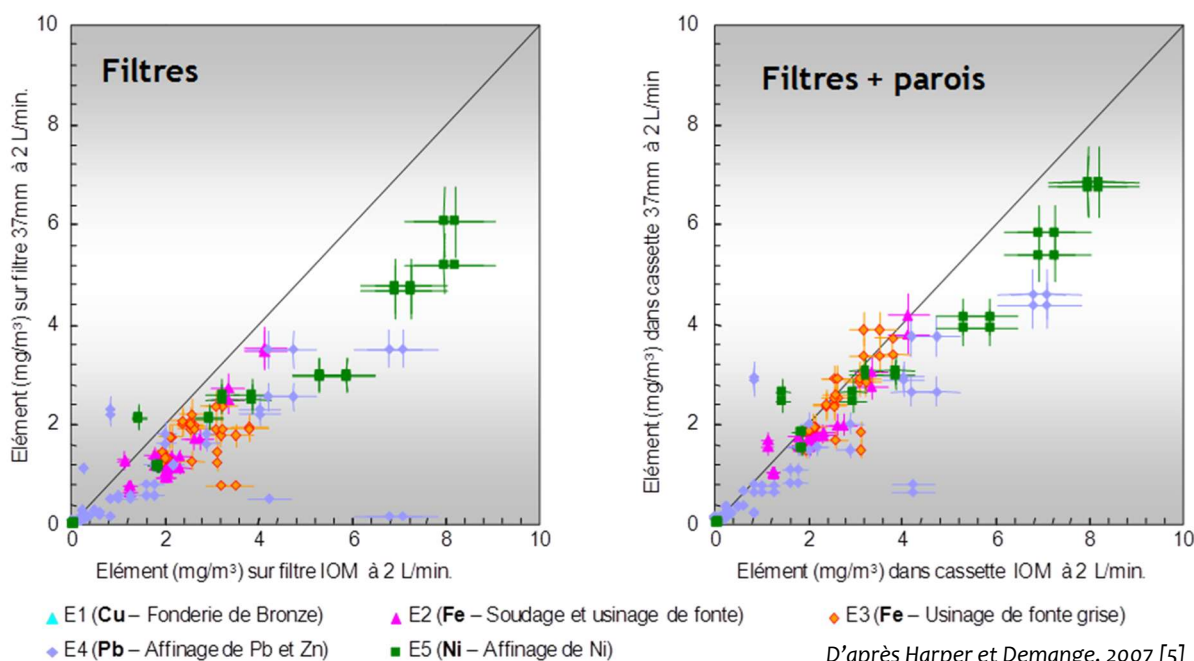 Filtres
Elément (mg/m³) sur filtre 37mm à 2 L/min.
10
8
6
4
2
0
0 2 4 6 8 10
Elément (mg/m³) sur filtre IOM à 2 L/min.
Filtres + parois
Elément (mg/m³) dans cassette 37mm à 2 L/min
10
8
6
4
2
0
0 2 4 6 8 10
Elément (mg/m³) dans cassette IOM à 2 L/min.
E1 (Cu – Fonderie de Bronze)
E2 (Fe – Soudage et usinage de fonte)
E3 (Fe – Usinage de fonte grise)
E4 (Pb – Affinage de Pb et Zn)
E5 (Ni – Affinage de Ni)
D'après Harper et Demange, 2007 [5]